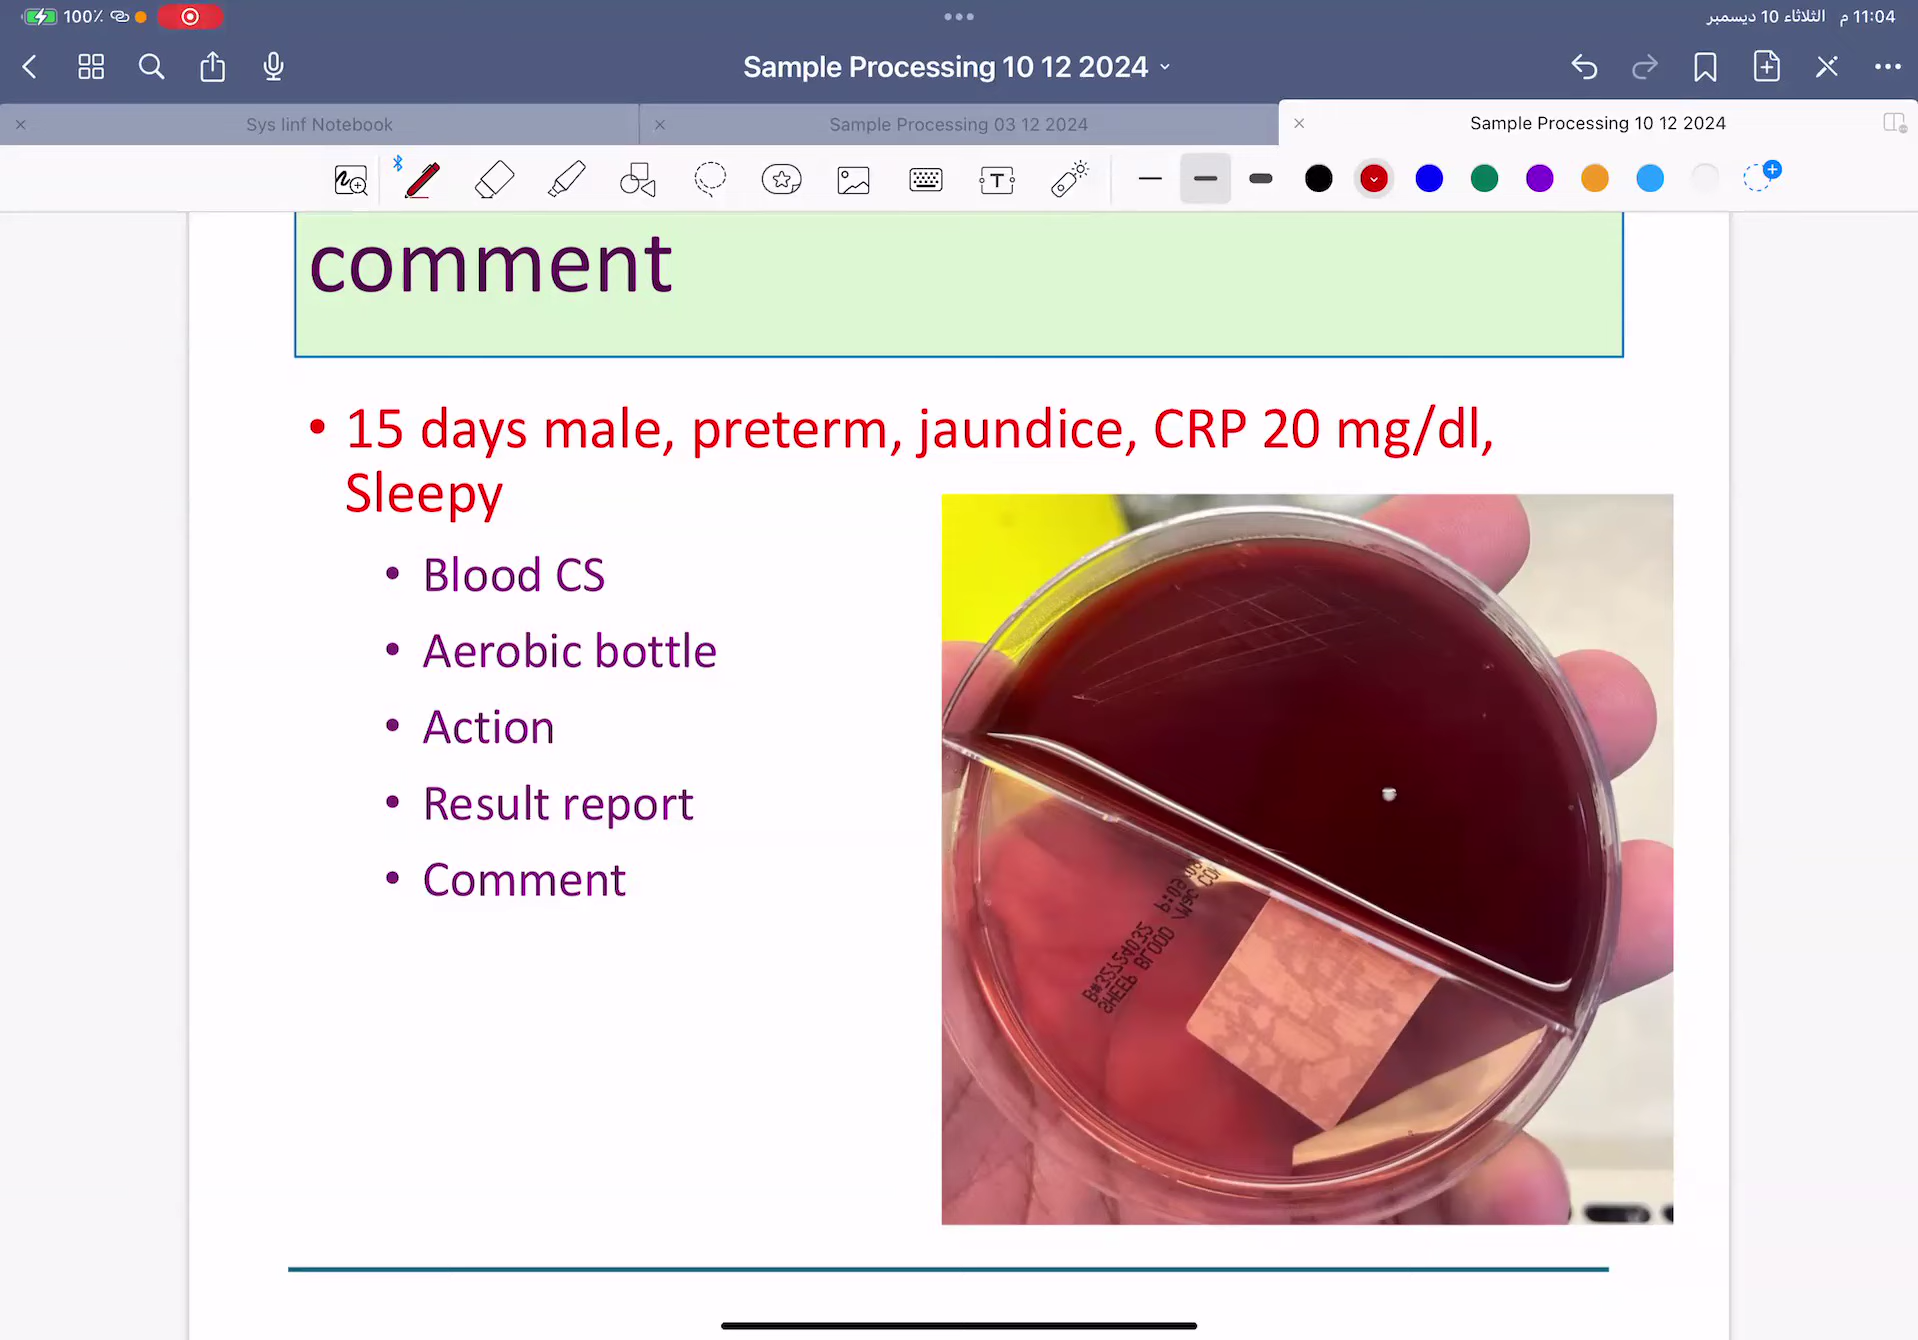 100%
11:04 م الثلاثاء 10 ديسمبر
Sample Processing 10 12 2024
Sys Iinf Notebook
Sample Processing 03 12 2024
Sample Processing 10 12 2024
T
comment
• 15 days male, preterm, jaundice, CRP 20 mg/dl,
Sleepy
• Blood CS
• Aerobic bottle
• Action
• Result report
• Comment
SHEEP BLOOD